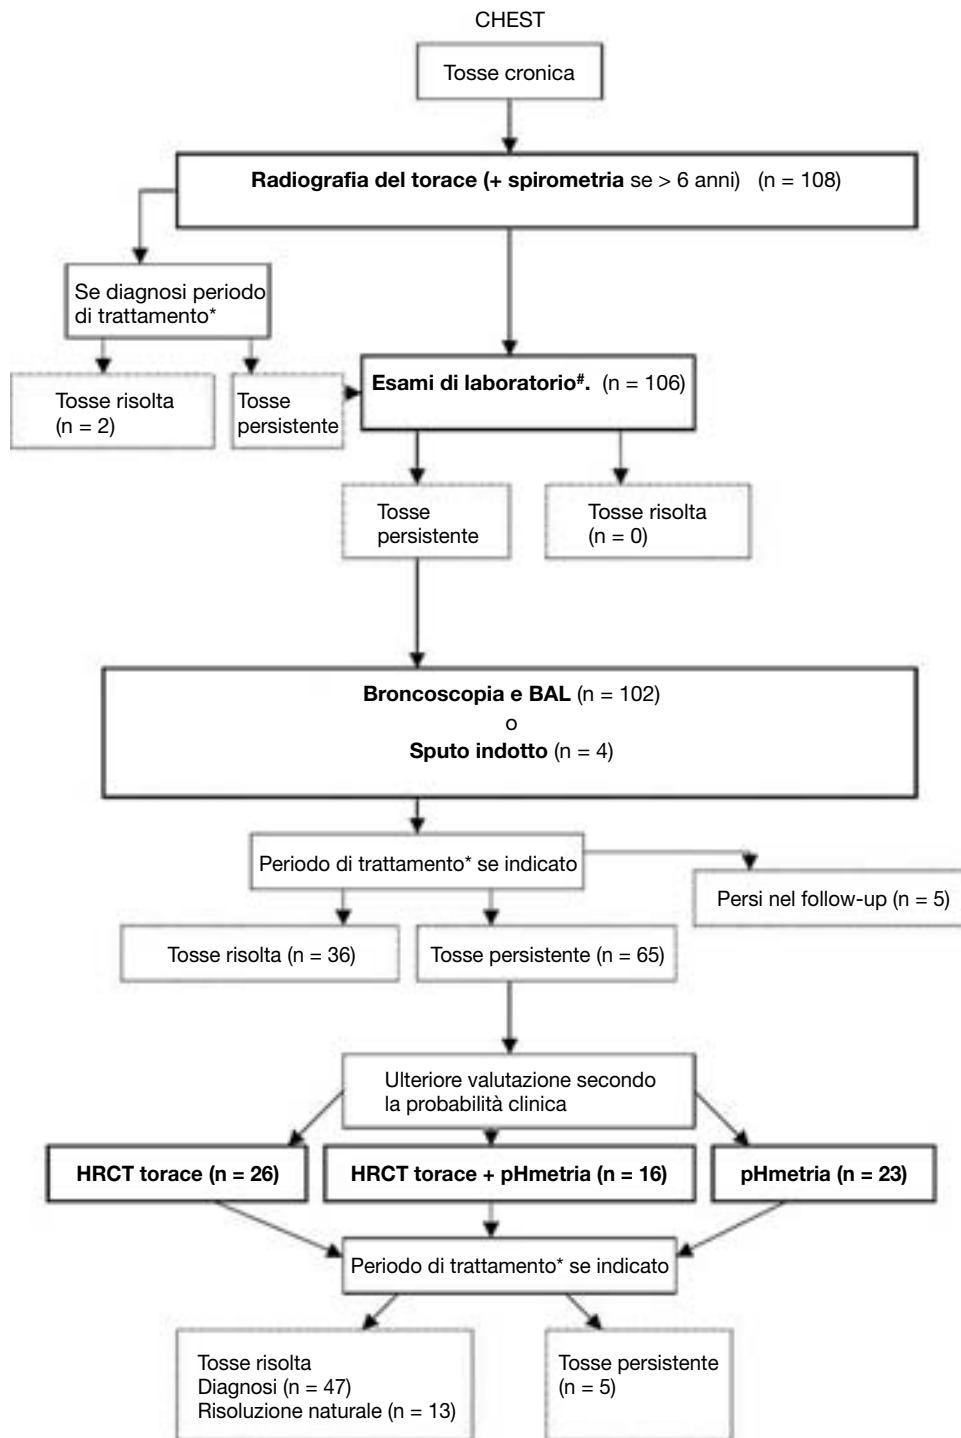 CHEST
Tosse cronica
Radiografia del torace (+ spirometria se > 6 anni) (n = 108)
Se diagnosi periodo
di trattamento*
Tosse risolta
(n = 2)
Tosse
persistente
Esami di laboratorio#. (n = 106)
Tosse
persistente
Tosse risolta
(n = 0)
Broncoscopia e BAL (n = 102)
o
Sputo indotto (n = 4)
Periodo di trattamento* se indicato
Persi nel follow-up (n = 5)
Tosse risolta (n = 36)
Tosse persistente (n = 65)
Ulteriore valutazione secondo
la probabilità clinica
HRCT torace (n = 26)
HRCT torace + pHmetria (n = 16)
pHmetria (n = 23)
Periodo di trattamento* se indicato
Tosse risolta
Diagnosi (n = 47)
Risoluzione naturale (n = 13)
Tosse persistente
(n = 5)